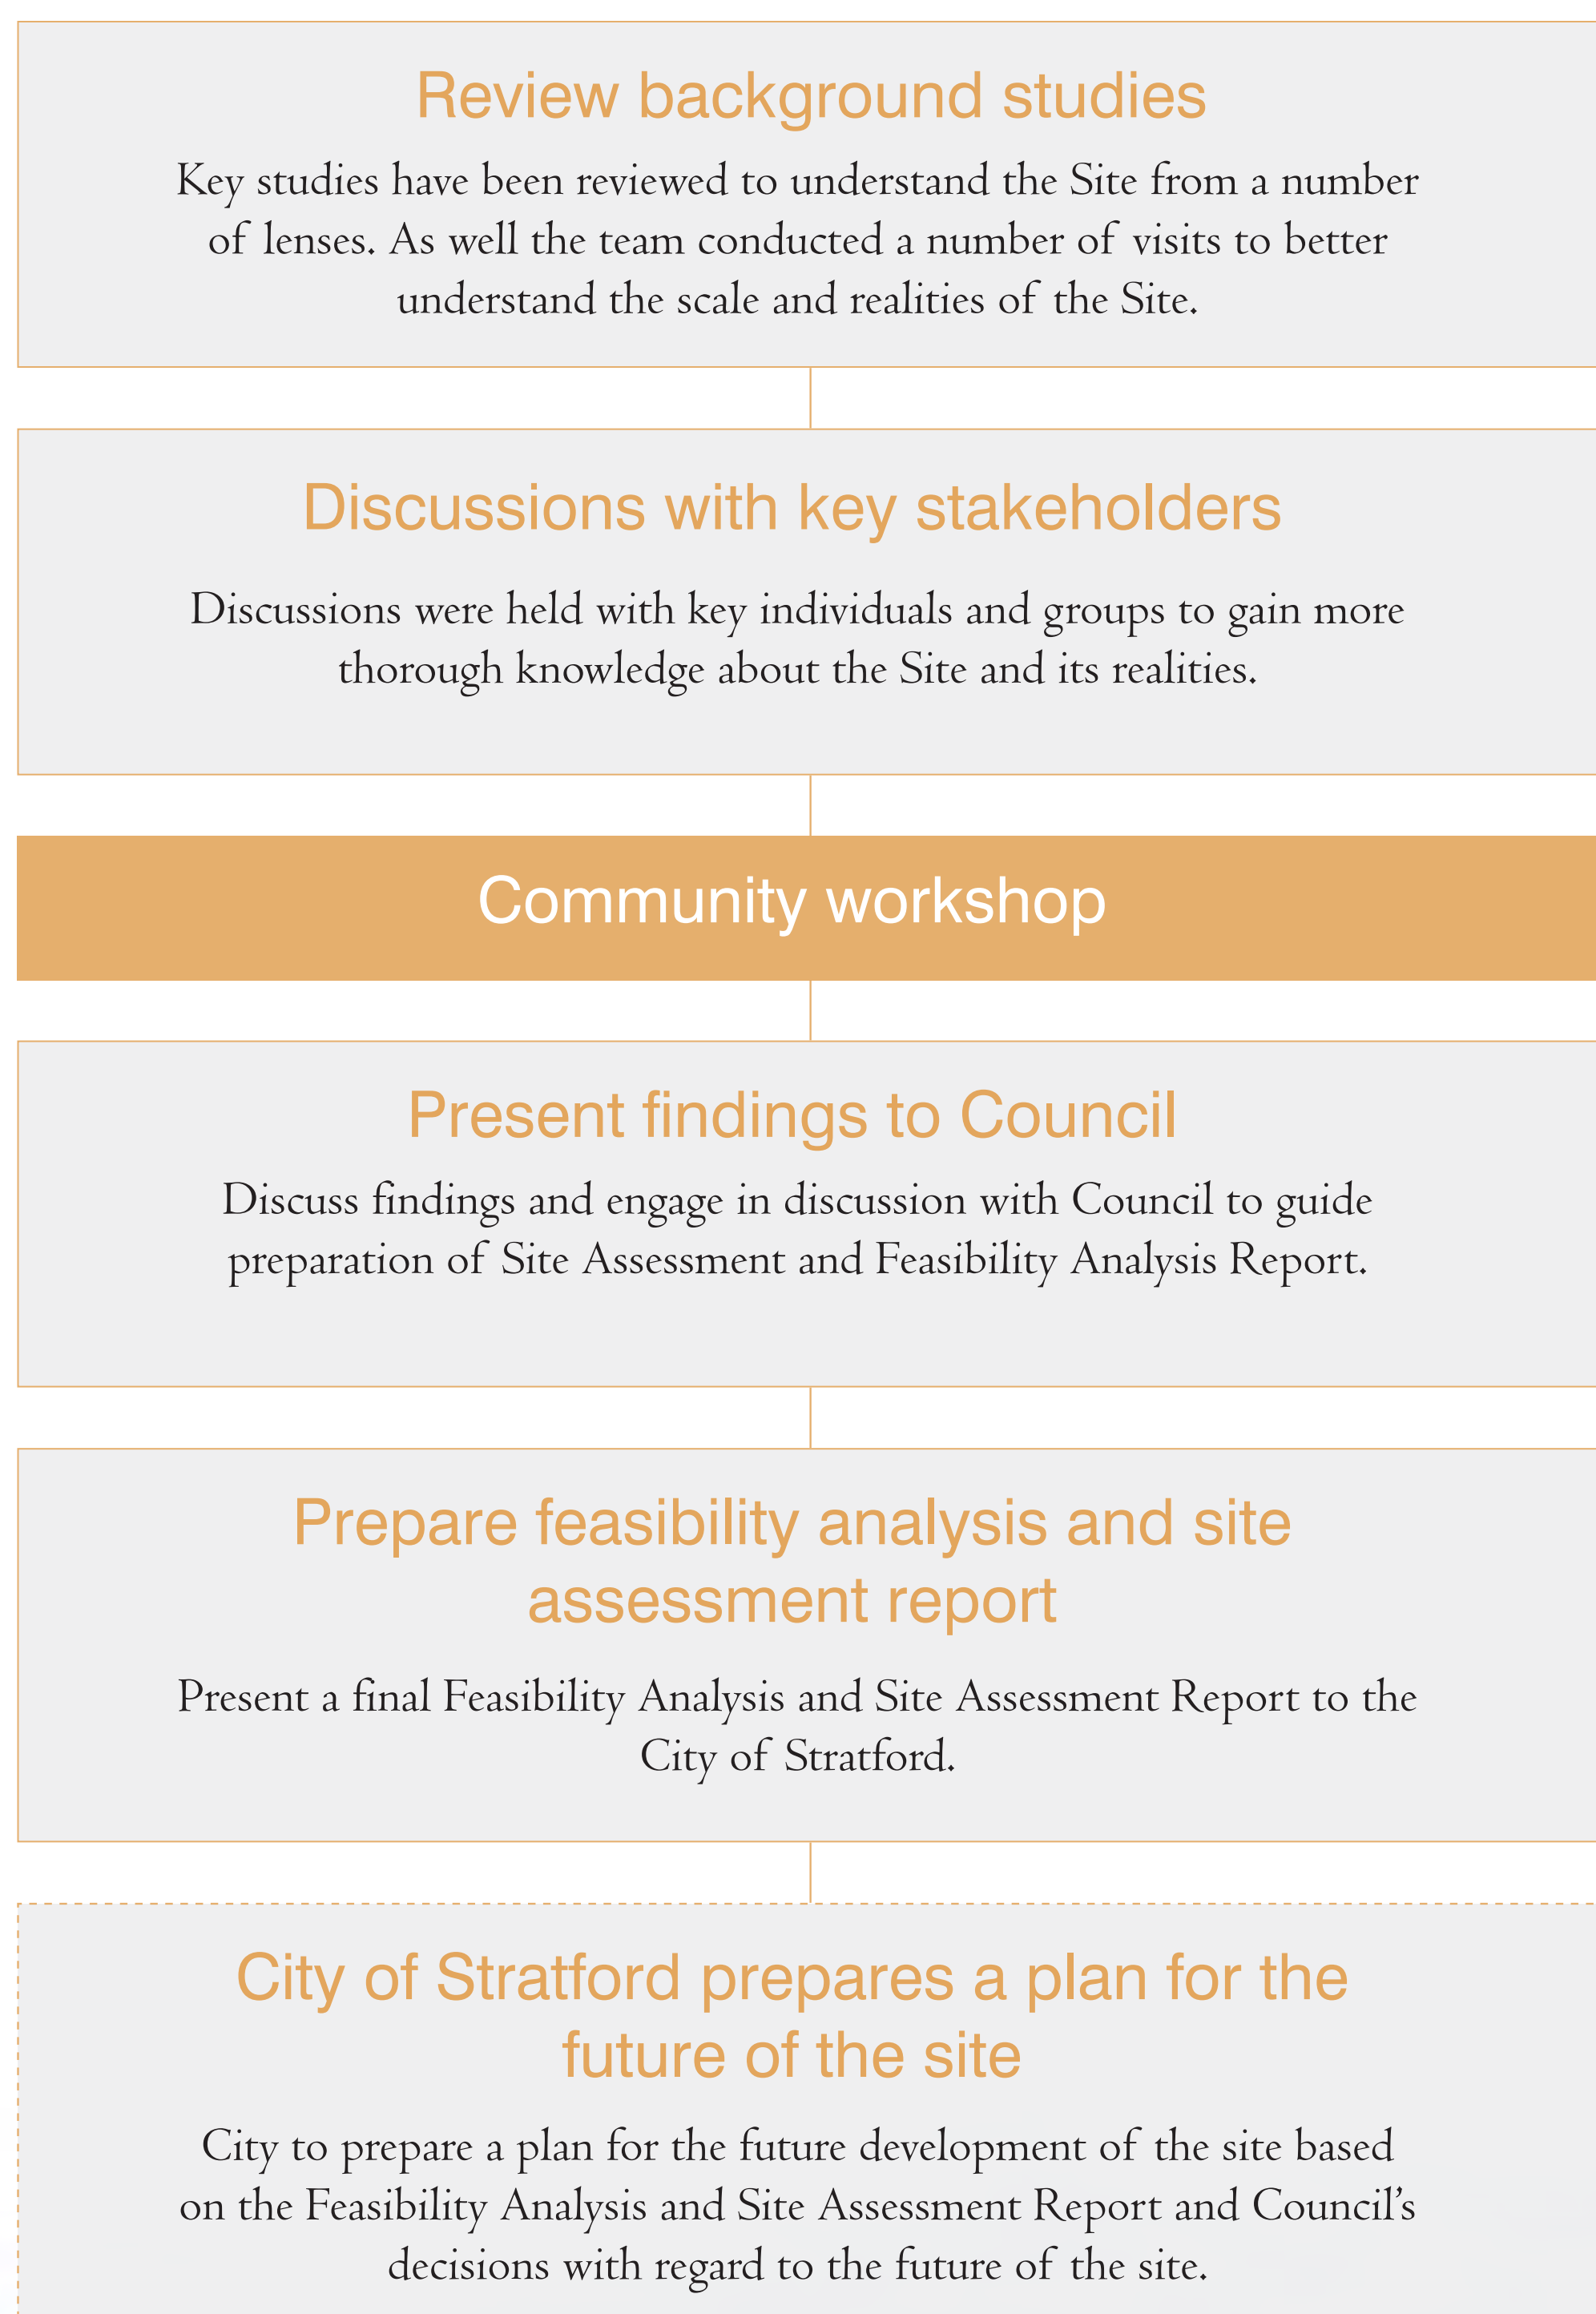 Review background studies
Key studies have been reviewed to understand the Site from a number
of lenses. As well the team conducted a number of visits to better
understand the scale and realities of the Site.
Discussions with key stakeholders
Discussions were held with key individuals and groups to gain more
thorough knowledge about the Site and its realities.
Community workshop
Present findings to Council
Discuss findings and engage in discussion with Council to guide
preparation of Site Assessment and Feasibility Analysis Report.
Prepare feasibility analysis and site
assessment report
Present a final Feasibility Analysis and Site Assessment Report to the
City of Stratford.
City of Stratford prepares a plan for the
future of the site
City to prepare a plan for the future development of the site based
on the Feasibility Analysis and Site Assessment Report and Council’s
decisions with regard to the future of the site.